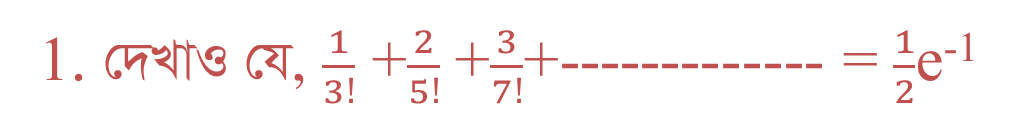 1. দেখাও যে, 1/3! + 2/5! + 3/7! + ------------- = 1/2 e⁻¹